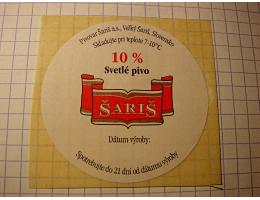 Pivovar Šariš a.s., Veľký Šariš, Slovensko
Skladujte pri teplote 7-10°C
10 %
Svetlé pivo
ŠARIŠ
Dátum výroby:
Spotrebujte do 21 dní od dátumu výroby